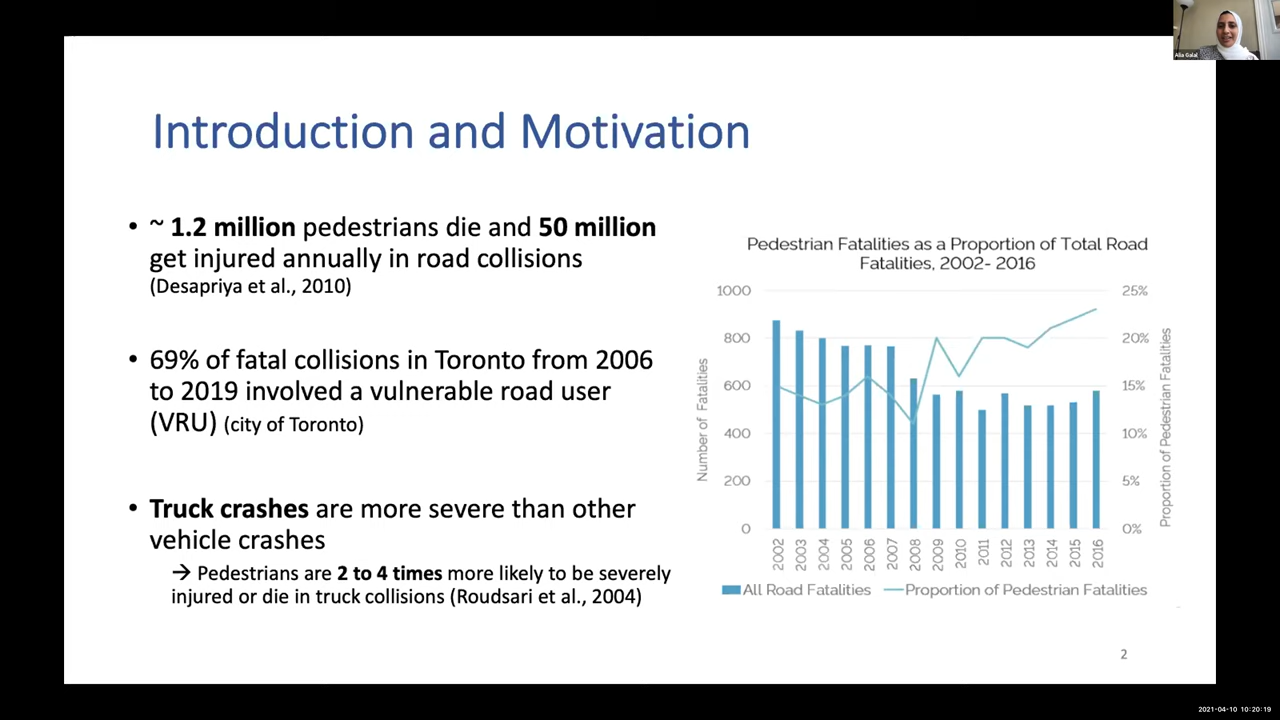 Alia Galal
Introduction and Motivation
• ~ 1.2 million pedestrians die and 50 million
get injured annually in road collisions
(Desapriya et al., 2010)
• 69% of fatal collisions in Toronto from 2006
to 2019 involved a vulnerable road user
(VRU) (city of Toronto)
• Truck crashes are more severe than other
vehicle crashes
→ Pedestrians are 2 to 4 times more likely to be severely
injured or die in truck collisions (Roudsari et al., 2004)
Pedestrian Fatalities as a Proportion of Total Road
Fatalities, 2002- 2016
Number of Fatalities
1000
800
600
400
200
0
25%
20%
15%
10%
5%
0%
Proportion of Pedestrian Fatalities
2002 2003 2004 2005 2006 2007 2008 2009 2010 2011 2012 2013 2014 2015 2016
All Road Fatalities Proportion of Pedestrian Fatalities
2
2021-04-10 10:20:19